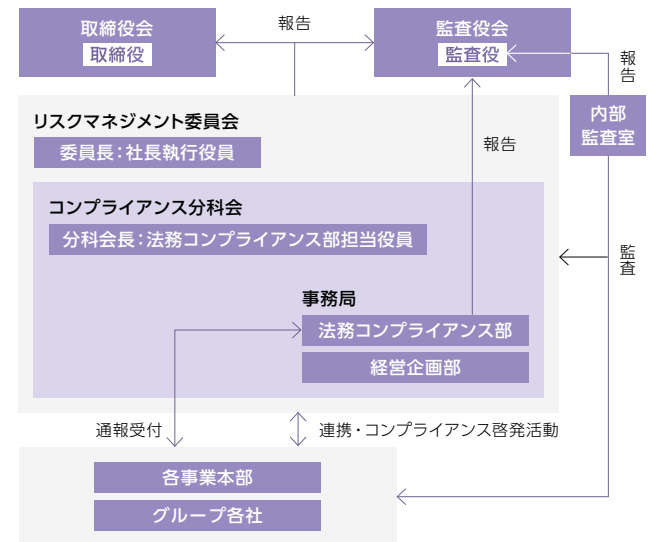 取締役会
取締役
報告
監査役会
監査役
報告
内部
監査室
リスクマネジメント委員会
委員長：社長執行役員
報告
コンプライアンス分科会
分科会長：法務コンプライアンス部担当役員
監査
事務局
法務コンプライアンス部
経営企画部
通報受付
連携・コンプライアンス啓発活動
各事業本部
グループ各社